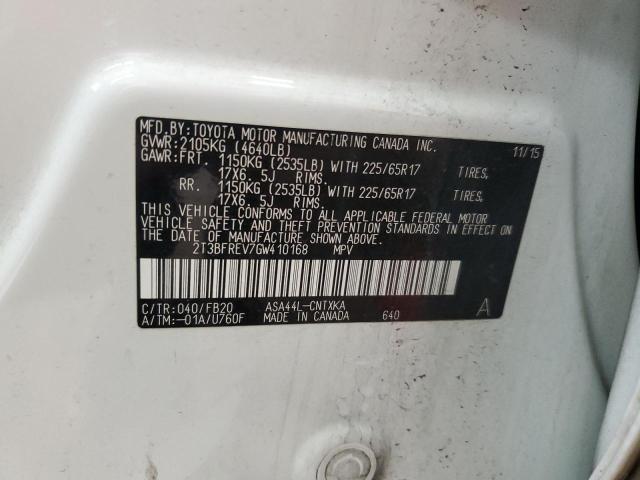 MFD.BY:TOYOTA MOTOR MANUFACTURING CANADA INC. 11/15
GVWR:2105KG (4640LB)
GAWR:FRT. 1150KG (2535LB) WITH 225/65R17 TIRES,
17X6. 5J RIMS.
RR. 1150KG (2535LB) WITH 225/65R17 TIRES,
17X6. 5J RIMS.
THIS VEHICLE CONFORMS TO ALL APPLICABLE FEDERAL MOTOR
VEHICLE SAFETY AND THEFT PREVENTION STANDARDS IN EFFECT ON
THE DATE OF MANUFACTURE SHOWN ABOVE.
2T3BFREV7GW410168 MPV
C/TR:040/FB20 ASA44L-CNTXKA A
A/TM:-01A/U760F MADE IN CANADA 640